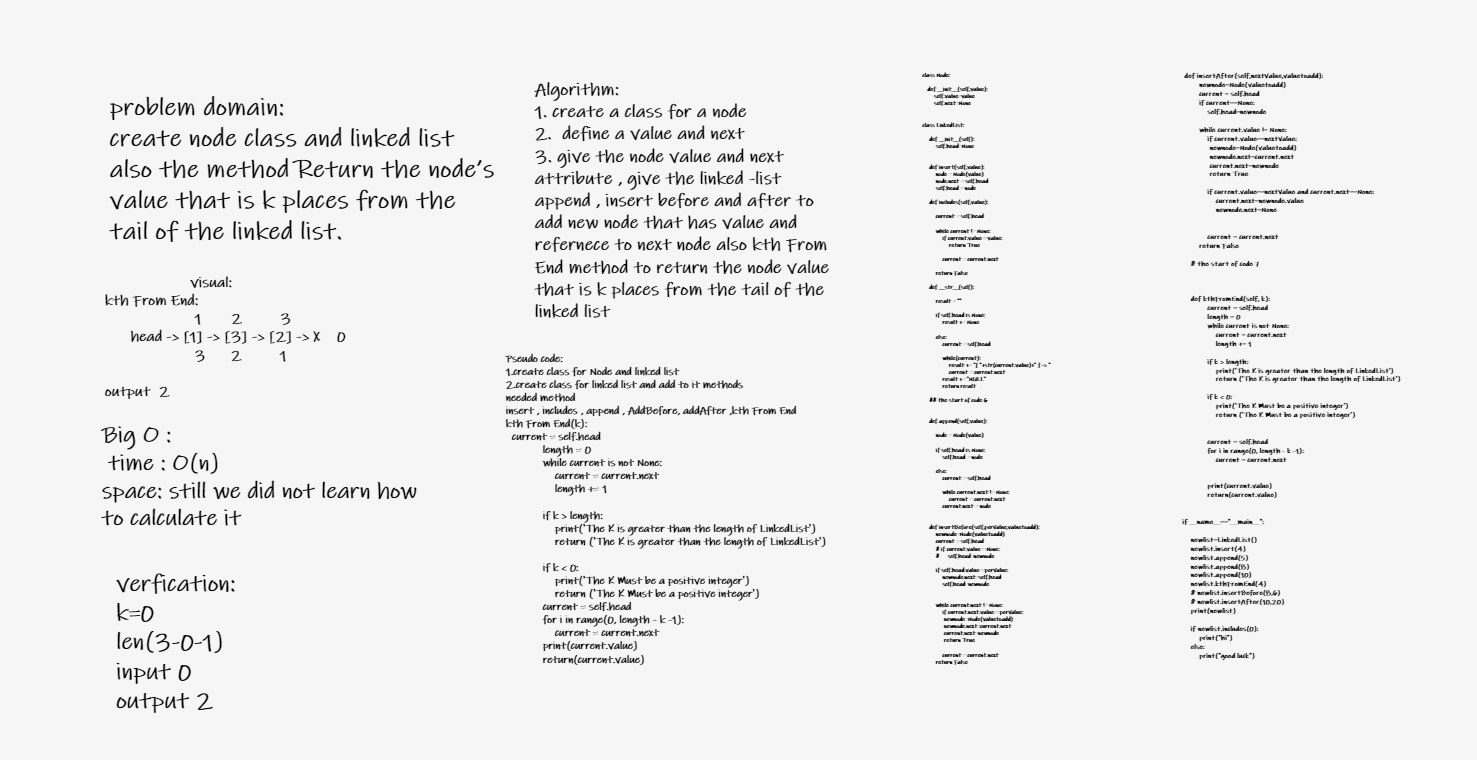 problem domain:
create node class and linked list
also the method Return the node's
value that is k places from the
tail of the linked list.
visual:
kth From End:
1 2 3
head -> [1] -> [3] -> [2] -> X 0
3 2 1
output 2
Big O :
time : O(n)
space: still we did not learn how
to calculate it
verfication:
k=0
len(3-0-1)
input 0
output 2
Algorithm:
1. create a class for a node
2. define a value and next
3. give the node value and next
attribute , give the linked -list
append , insert before and after to
add new node that has value and
refernece to next node also kth From
End method to return the node value
that is k places from the tail of the
linked list
Pseudo code:
1.create class for Node and linked list
2.create class for linked list and add to it methods
needed method
insert , includes , append , AddBefore, addAfter ,kth From End
kth From End(k):
current = self.head
length = 0
while current is not None:
current = current.next
length += 1
if k > length:
print("The K is greater than the length of LinkedList")
return ("The K is greater than the length of LinkedList")
if k < 0:
print("The K Must be a positive integer")
return ("The K Must be a positive integer")
current = self.head
for i in range(0, length - k -1):
current = current.next
print(current.value)
return(current.value)
class Node:
def __init__(self,value):
self.value=value
self.next=None
class LinkedList:
def __init__(self):
self.head=None
def insert(self,value):
node = Node(value)
node.next = self.head
self.head = node
def includes(self,value):
current = self.head
while current != None:
if current.value == value:
return True
current = current.next
return False
def __str__(self):
result = ""
if self.head is None:
result += None
else:
current = self.head
while(current):
result += "{ "+str(current.value)+" } -> "
current = current.next
result += "NULL"
return result
## the start of code 6
def append(self,value):
node = Node(value)
if self.head is None:
self.head = node
else:
current = self.head
while current.next != None:
current = current.next
current.next = node
def insertBefore(self,perValue,valuetoadd):
newnode=Node(valuetoadd)
current = self.head
# if current.value == None:
# self.head=newnode
if self.head.value == perValue:
newnode.next=self.head
self.head=newnode
while current.next != None:
if current.next.value == perValue:
newnode=Node(valuetoadd)
newnode.next=current.next
current.next=newnode
return True
current = current.next
return False
def insertAfter(self,nextValue,valuetoadd):
newnode=Node(valuetoadd)
current = self.head
if current==None:
self.head=newnode
while current.value != None:
if current.value==nextValue:
newnode=Node(valuetoadd)
newnode.next=current.next
current.next=newnode
return True
if current.value==nextValue and current.next==None:
current.next=newnode.value
newnode.next=None
current = current.next
return False
# the start of code 7
def kthFromEnd(self, k):
current = self.head
length = 0
while current is not None:
current = current.next
length += 1
if k > length:
print("The K is greater than the length of LinkedList")
return ("The K is greater than the length of LinkedList")
if k < 0:
print("The K Must be a positive integer")
return ("The K Must be a positive integer")
current = self.head
for i in range(0, length - k -1):
current = current.next
print(current.value)
return(current.value)
if __name__=="__main__":
newlist=LinkedList()
newlist.insert(4)
newlist.append(5)
newlist.append(8)
newlist.append(10)
newlist.kthFromEnd(4)
# newlist.insertBefore(8,6)
# newlist.insertAfter(10,20)
print(newlist)
if newlist.includes(0):
print("hi")
else:
print("good luck")